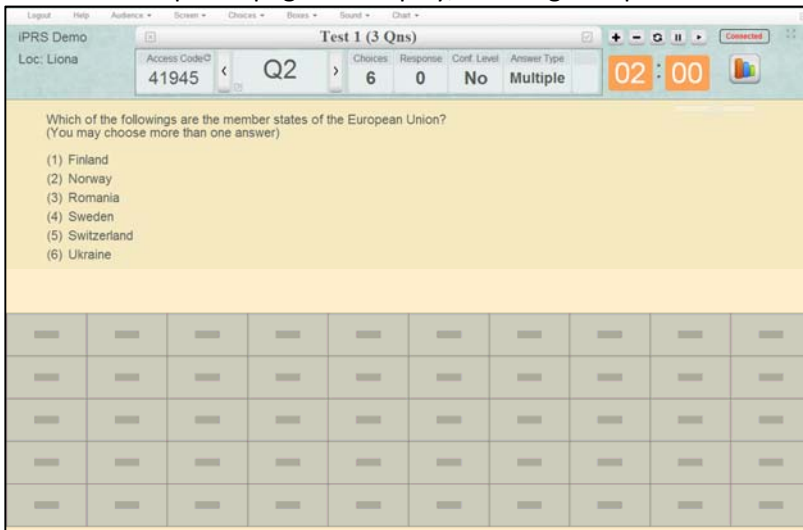 Logout Help Audience Screen Choices Boxes Sound Chart
iPRS Demo
Test 1 (3 Qns)
Connected
Loc: Liona
Access Code
41945
Q2
Choices
6
Response
0
Conf. Level
No
Answer Type
Multiple
02 : 00
Which of the followings are the member states of the European Union?
(You may choose more than one answer)
(1) Finland
(2) Norway
(3) Romania
(4) Sweden
(5) Switzerland
(6) Ukraine